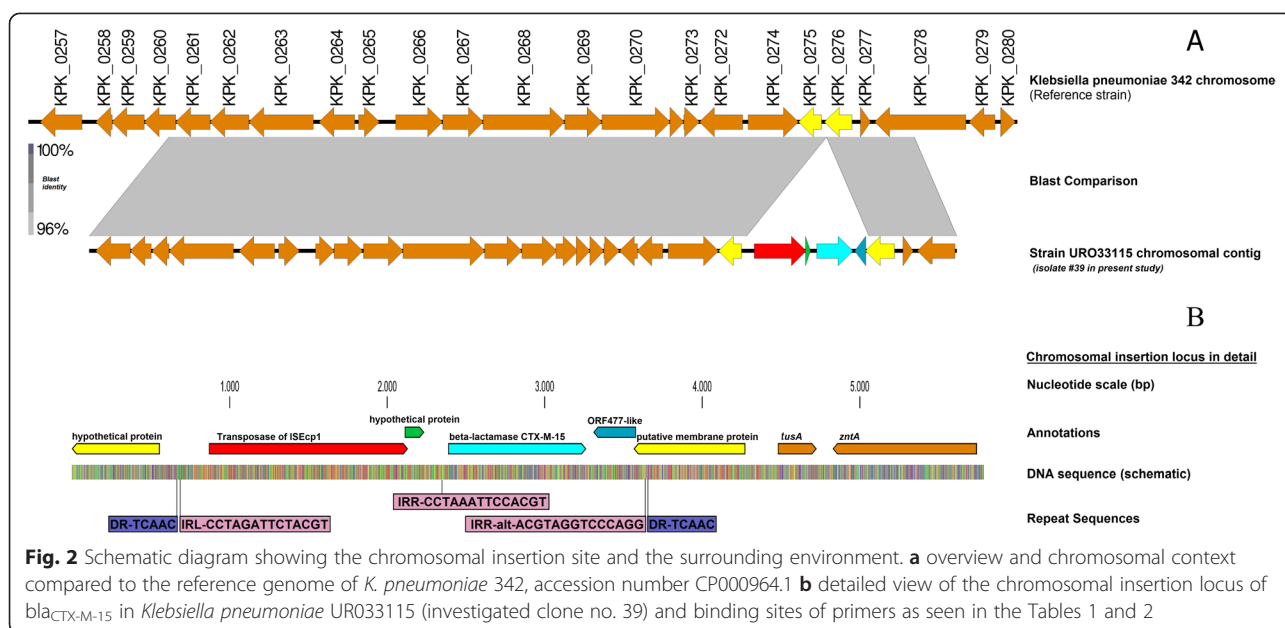 A
KPK_0257
KPK_0258
KPK_0259
KPK_0260
KPK_0261
KPK_0262
KPK_0263
KPK_0264
KPK_0265
KPK_0266
KPK_0267
KPK_0268
KPK_0269
KPK_0270
KPK_0273
KPK_0272
KPK_0274
KPK_0275
KPK_0276
KPK_0277
KPK_0278
KPK_0279
KPK_0280
Klebsiella pneumoniae 342 chromosome
(Reference strain)
100%
Blast
identity
96%
Blast Comparison
Strain URO33115 chromosomal contig
(isolate #39 in present study)
B
Chromosomal insertion locus in detail
1.000 2.000 3.000 4.000 5.000
Nucleotide scale (bp)
hypothetical protein ORF477-like
hypothetical protein Transposase of ISEcp1 beta-lactamase CTX-M-15 putative membrane protein tusA zntA
Annotations
DNA sequence (schematic)
IRR-CCTAAATTCCACGT
DR-TCAAC IRL-CCTAGATTCTACGT IRR-alt-ACGTAGGTCCCAGG DR-TCAAC
Repeat Sequences
Fig. 2 Schematic diagram showing the chromosomal insertion site and the surrounding environment. a overview and chromosomal context
compared to the reference genome of K. pneumoniae 342, accession number CP000964.1 b detailed view of the chromosomal insertion locus of
blaCTX-M-15 in Klebsiella pneumoniae UR033115 (investigated clone no. 39) and binding sites of primers as seen in the Tables 1 and 2